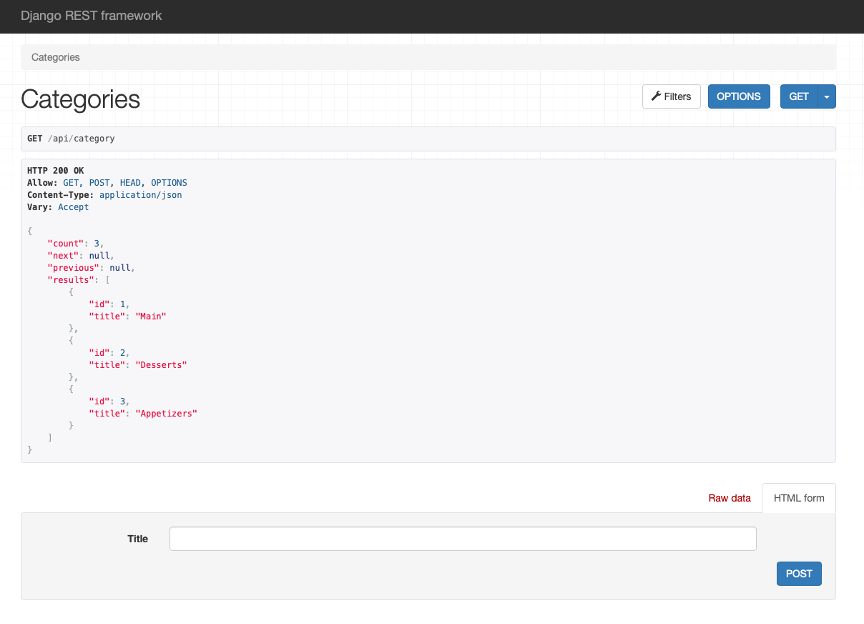 Django REST framework
Categories
Categories
Filters
OPTIONS
GET
GET /api/category
HTTP 200 OK
Allow: GET, POST, HEAD, OPTIONS
Content-Type: application/json
Vary: Accept
{
    "count": 3,
    "next": null,
    "previous": null,
    "results": [
        {
            "id": 1,
            "title": "Main"
        },
        {
            "id": 2,
            "title": "Desserts"
        },
        {
            "id": 3,
            "title": "Appetizers"
        }
    ]
}
Raw data
HTML form
Title
POST